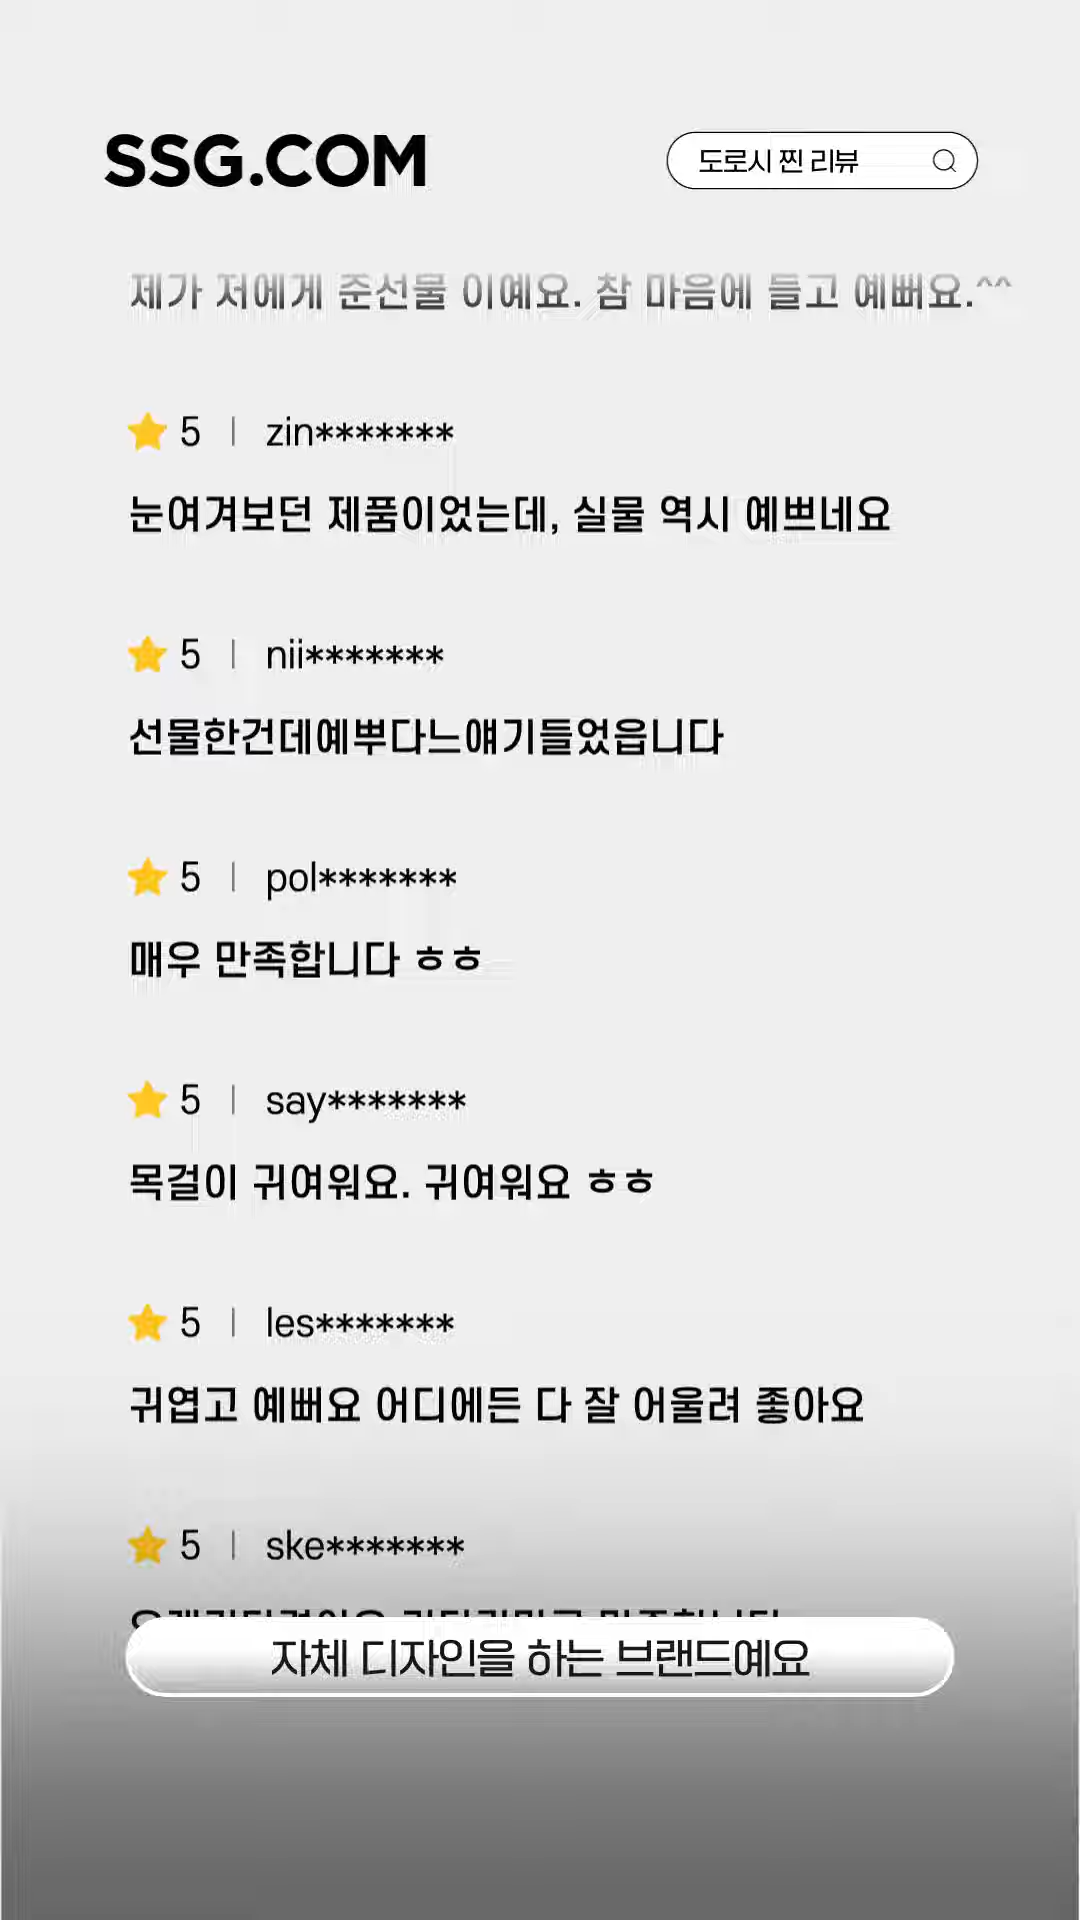 SSG.COM
도로시 찐 리뷰
제가 저에게 준선물 이예요. 참 마음에 들고 예뻐요.^^
5 | zin*******
눈여겨보던 제품이었는데, 실물 역시 예쁘네요
5 | nii*******
선물한건데예뿌다느얘기들었읍니다
5 | pol*******
매우 만족합니다 ㅎㅎ
5 | say*******
목걸이 귀여워요. 귀여워요 ㅎㅎ
5 | les*******
귀엽고 예뻐요 어디에든 다 잘 어울려 좋아요
5 | ske*******
자체 디자인을 하는 브랜드예요